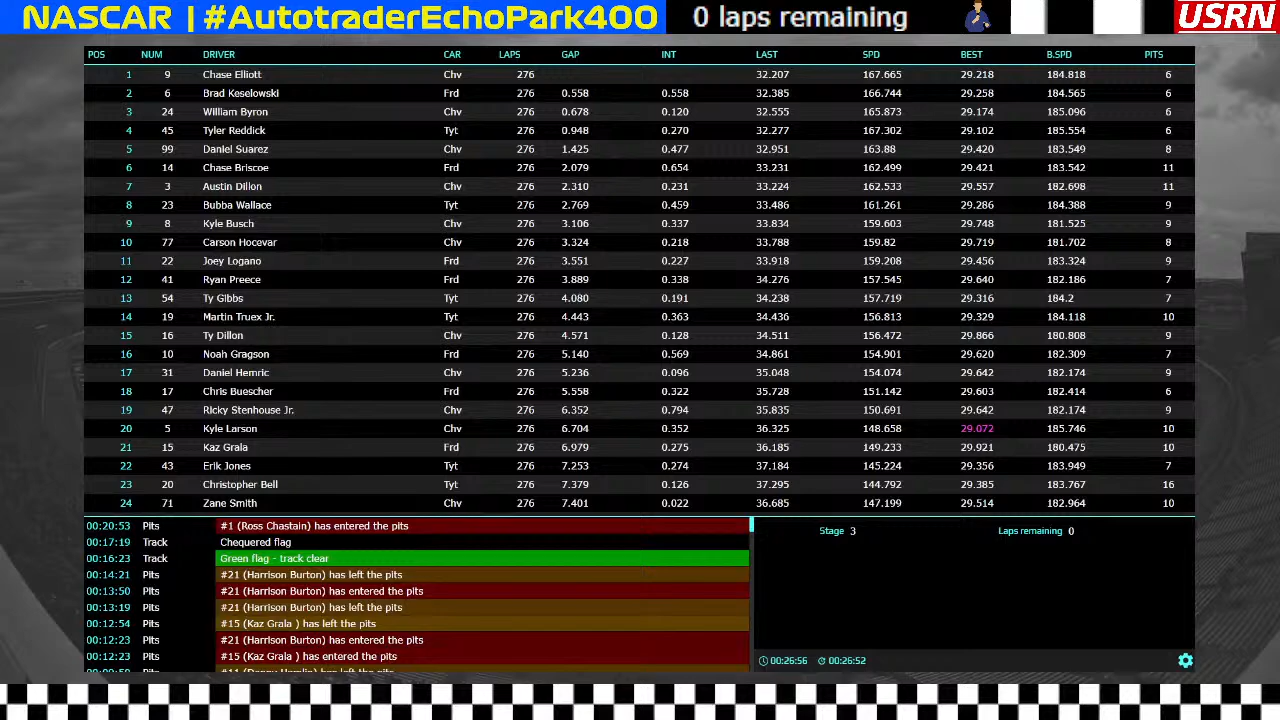 NASCAR | #AutotraderEchoPark400 0 laps remaining USRN
POS NUM DRIVER CAR LAPS GAP INT LAST SPD BEST B.SPD PITS
1 9 Chase Elliott Chv 276 32.207 167.665 29.218 184.818 6
2 6 Brad Keselowski Frd 276 0.558 0.558 32.385 166.744 29.258 184.565 6
3 24 William Byron Chv 276 0.678 0.120 32.555 165.873 29.174 185.096 6
4 45 Tyler Reddick Tyt 276 0.948 0.270 32.277 167.302 29.102 185.554 6
5 99 Daniel Suarez Chv 276 1.425 0.477 32.951 163.88 29.420 183.549 8
6 14 Chase Briscoe Frd 276 2.079 0.654 33.231 162.499 29.421 183.542 11
7 3 Austin Dillon Chv 276 2.310 0.231 33.224 162.533 29.557 182.698 11
8 23 Bubba Wallace Tyt 276 2.769 0.459 33.486 161.261 29.286 184.388 9
9 8 Kyle Busch Chv 276 3.106 0.337 33.834 159.603 29.748 181.525 9
10 77 Carson Hocevar Chv 276 3.324 0.218 33.788 159.82 29.719 181.702 8
11 22 Joey Logano Frd 276 3.551 0.227 33.918 159.208 29.456 183.324 9
12 41 Ryan Preece Frd 276 3.889 0.338 34.276 157.545 29.640 182.186 7
13 54 Ty Gibbs Tyt 276 4.080 0.191 34.238 157.719 29.316 184.2 7
14 19 Martin Truex Jr. Tyt 276 4.443 0.363 34.436 156.813 29.329 184.118 10
15 16 Ty Dillon Chv 276 4.571 0.128 34.511 156.472 29.866 180.808 9
16 10 Noah Gragson Frd 276 5.140 0.569 34.861 154.901 29.620 182.309 7
17 31 Daniel Hemric Chv 276 5.236 0.096 35.048 154.074 29.642 182.174 9
18 17 Chris Buescher Frd 276 5.558 0.322 35.728 151.142 29.603 182.414 6
19 47 Ricky Stenhouse Jr. Chv 276 6.352 0.794 35.835 150.691 29.642 182.174 9
20 5 Kyle Larson Chv 276 6.704 0.352 36.325 148.658 29.072 185.746 10
21 15 Kaz Grala Frd 276 6.979 0.275 36.185 149.233 29.921 180.475 10
22 43 Erik Jones Tyt 276 7.253 0.274 37.184 145.224 29.356 183.949 7
23 20 Christopher Bell Tyt 276 7.379 0.126 37.295 144.792 29.385 183.767 16
24 71 Zane Smith Chv 276 7.401 0.022 36.685 147.199 29.514 182.964 10
00:20:53 Pits #1 (Ross Chastain) has entered the pits
00:17:19 Track Chequered flag
00:16:23 Track Green flag - track clear
00:14:21 Pits #21 (Harrison Burton) has left the pits
00:13:50 Pits #21 (Harrison Burton) has entered the pits
00:13:19 Pits #21 (Harrison Burton) has left the pits
00:12:54 Pits #15 (Kaz Grala ) has left the pits
00:12:23 Pits #21 (Harrison Burton) has entered the pits
00:12:23 Pits #15 (Kaz Grala ) has entered the pits
Stage 3 Laps remaining 0
00:26:56 00:26:52